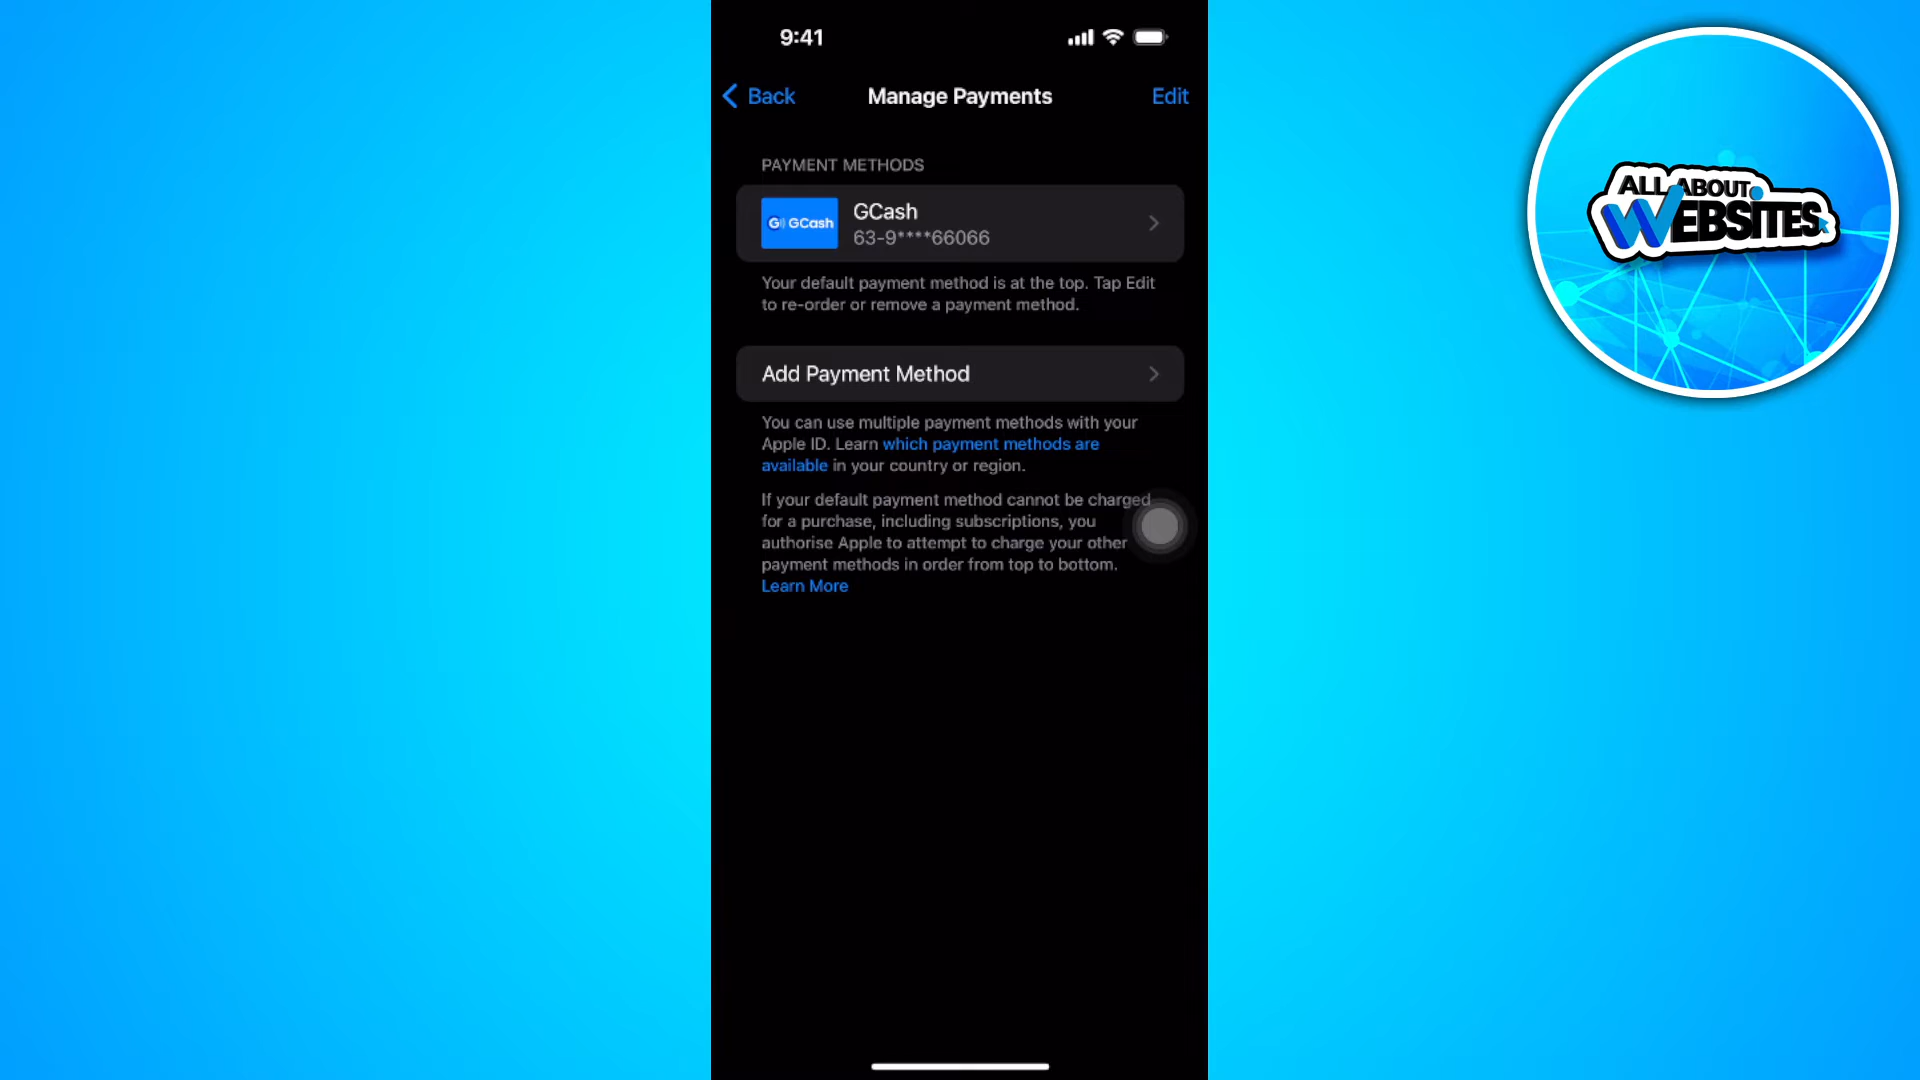 9:41
Back
Manage Payments
Edit
PAYMENT METHODS
GCash
GCash
63-9****66066
Your default payment method is at the top. Tap Edit
to re-order or remove a payment method.
Add Payment Method
You can use multiple payment methods with your
Apple ID. Learn which payment methods are
available in your country or region.
If your default payment method cannot be charged
for a purchase, including subscriptions, you
authorise Apple to attempt to charge your other
payment methods in order from top to bottom.
Learn More
ALL ABOUT
WEBSITES